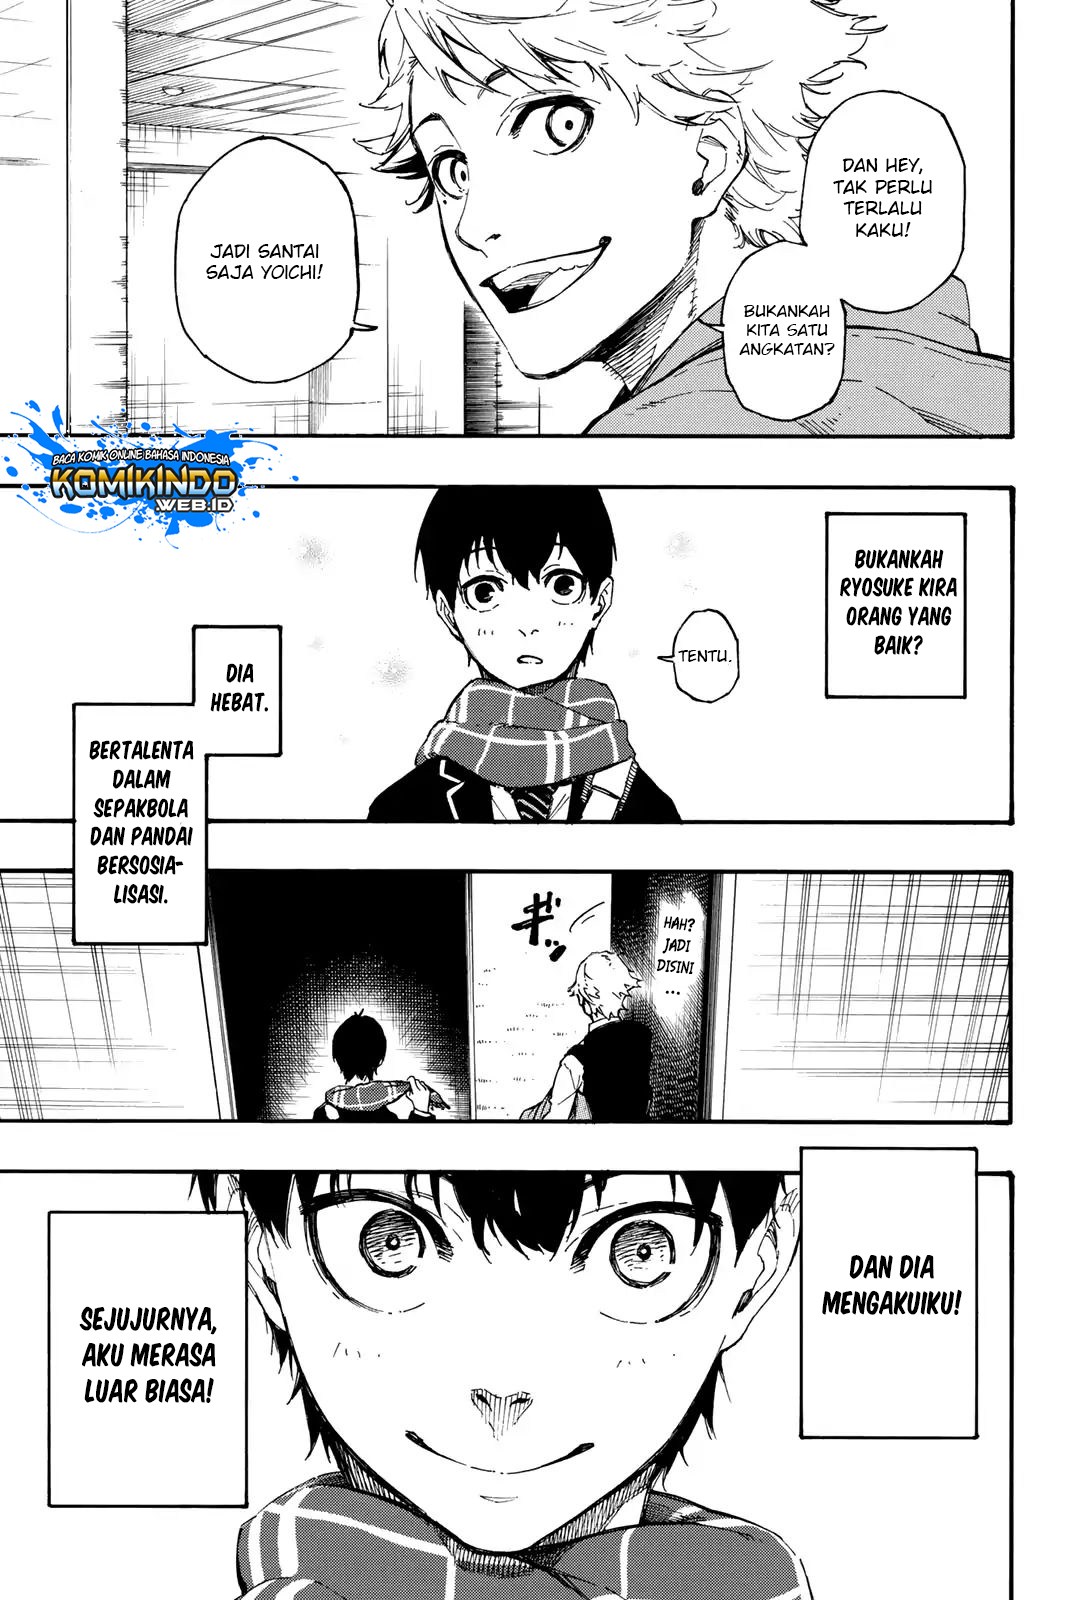 DAN HEY,
TAK PERLU
TERLALU
KAKU!
BUKANKAH
KITA SATU
ANGKATAN?
JADI SANTAI
SAJA YOICHI!
BACA KOMIK ONLINE BAHASA INDONESIA
KOMIKINDO
.WEB.ID
BUKANKAH
RYOSUKE KIRA
ORANG YANG
BAIK?
TENTU.
DIA
HEBAT.
BERTALENTA
DALAM
SEPAKBOLA
DAN PANDAI
BERSOSIA-
LISASI.
HAH?
JADI
DISINI
...
ギッ
DAN DIA
MENGAKUIKU!
SEJUJURNYA,
AKU MERASA
LUAR BIASA!